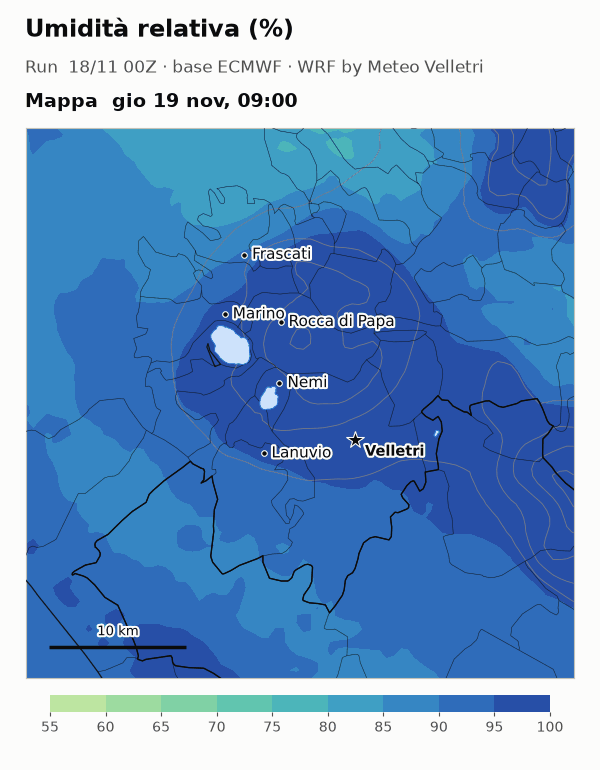 Umidità relativa (%)
Run  18/11 00Z · base ECMWF · WRF by Meteo Velletri
Mappa  gio 19 nov, 09:00
Frascati
Marino
Rocca di Papa
Nemi
Velletri
Lanuvio
10 km
55 60 65 70 75 80 85 90 95 100